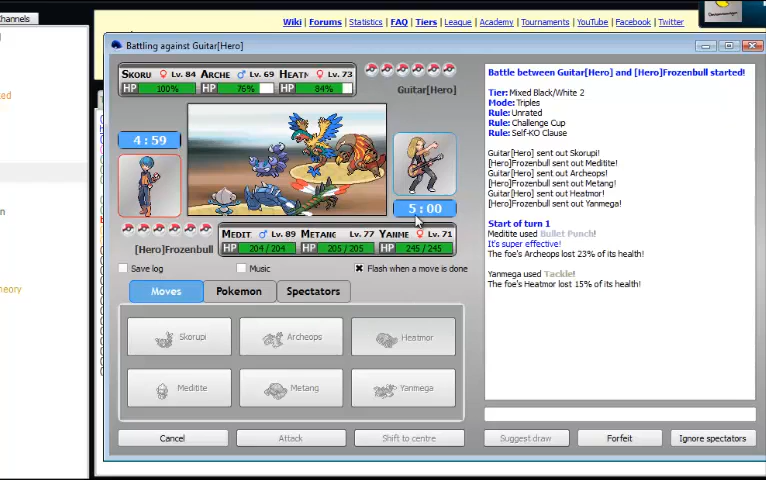 Channels
Wiki | Forums | Statistics | FAQ | Tiers | League | Academy | Tournaments | YouTube | Facebook | Twitter
Battling against Guitar[Hero]
Skoru ♀ Lv. 84 Arche ♂ Lv. 69 Heatn ♀ Lv. 73
HP 100% HP 76% HP 84%
Guitar[Hero]
4:59
5:00
Medit ♂ Lv. 89 Metang Lv. 77 Yanme ♀ Lv. 71
HP 204 / 204 HP 205 / 205 HP 245 / 245
[Hero]Frozenbull
Save log Music Flash when a move is done
Moves Pokemon Spectators
Skorupi Archeops Heatmor
Meditite Metang Yanmega
Cancel Attack Shift to centre
Battle between Guitar[Hero] and [Hero]Frozenbull started!
Tier: Mixed Black/White 2
Mode: Triples
Rule: Unrated
Rule: Challenge Cup
Rule: Self-KO Clause
Guitar[Hero] sent out Skorupi!
[Hero]Frozenbull sent out Meditite!
Guitar[Hero] sent out Archeops!
[Hero]Frozenbull sent out Metang!
Guitar[Hero] sent out Heatmor!
[Hero]Frozenbull sent out Yanmega!
Start of turn 1
Meditite used Bullet Punch!
It's super effective!
The foe's Archeops lost 23% of its health!
Yanmega used Tackle!
The foe's Heatmor lost 15% of its health!
Suggest draw Forfeit Ignore spectators
ked
n
heory